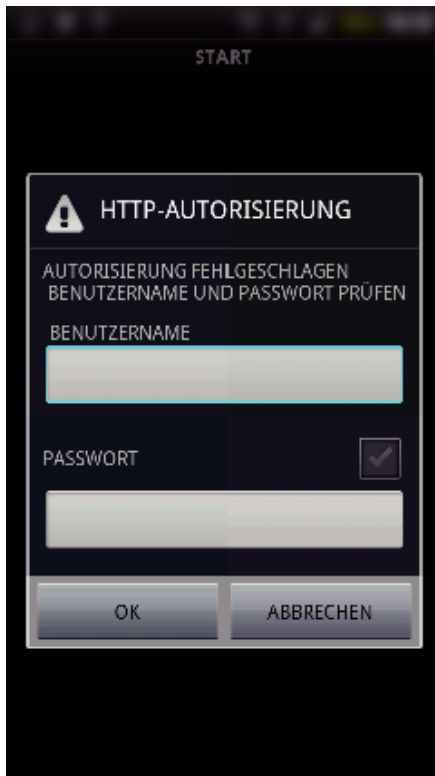 START
HTTP-AUTORISIERUNG
AUTORISIERUNG FEHLGESCHLAGEN
BENUTZERNAME UND PASSWORT PRÜFEN
BENUTZERNAME
PASSWORT
OK
ABBRECHEN